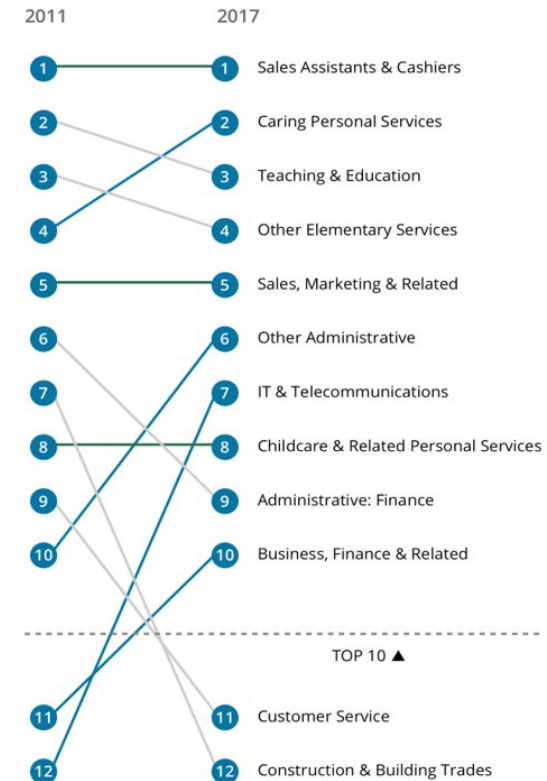 2011 2017
1 1 Sales Assistants & Cashiers
2 2 Caring Personal Services
3 3 Teaching & Education
4 4 Other Elementary Services
5 5 Sales, Marketing & Related
6 6 Other Administrative
7 7 IT & Telecommunications
8 8 Childcare & Related Personal Services
9 9 Administrative: Finance
10 10 Business, Finance & Related
TOP 10 ▲
11 11 Customer Service
12 12 Construction & Building Trades